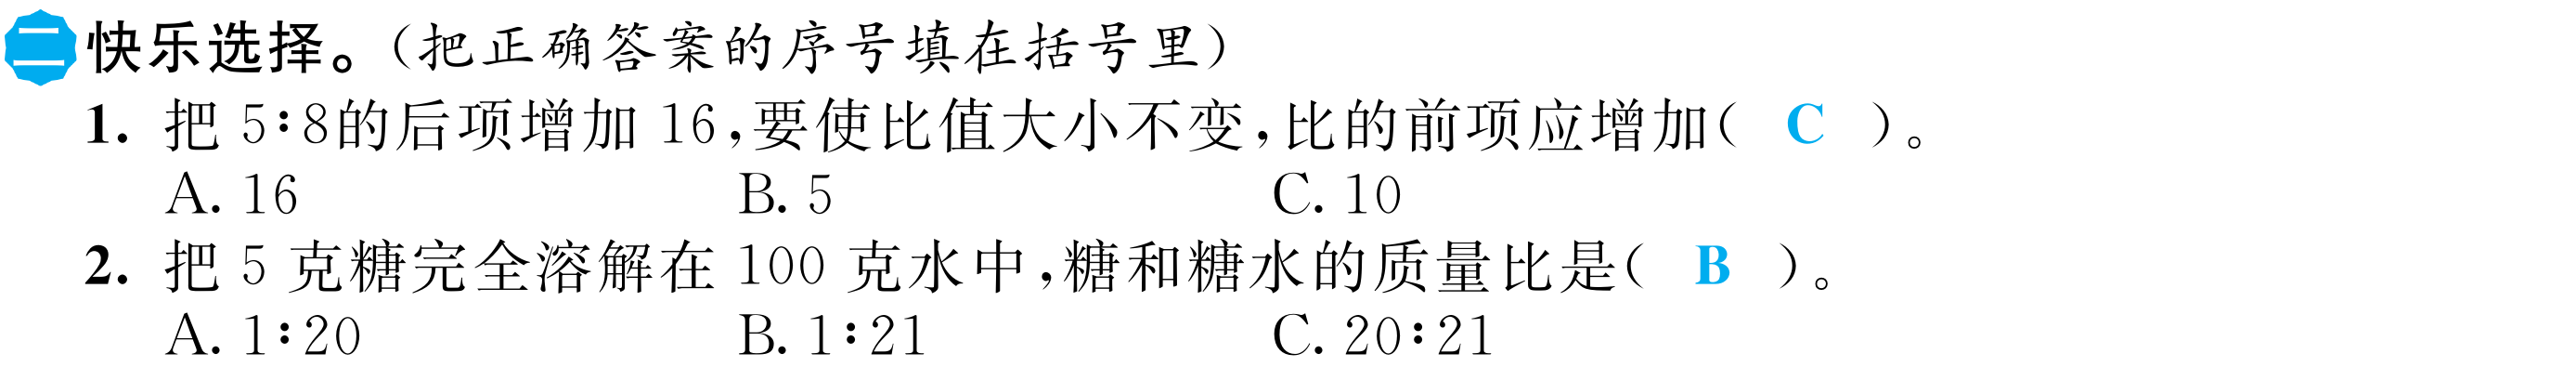 二 快乐选择。(把正确答案的序号填在括号里)
1. 把 5∶8的后项增加 16,要使比值大小不变,比的前项应增加( C )。
A. 16 B. 5 C. 10
2. 把 5 克糖完全溶解在 100 克水中,糖和糖水的质量比是( B )。
A. 1∶20 B. 1∶21 C. 20∶21